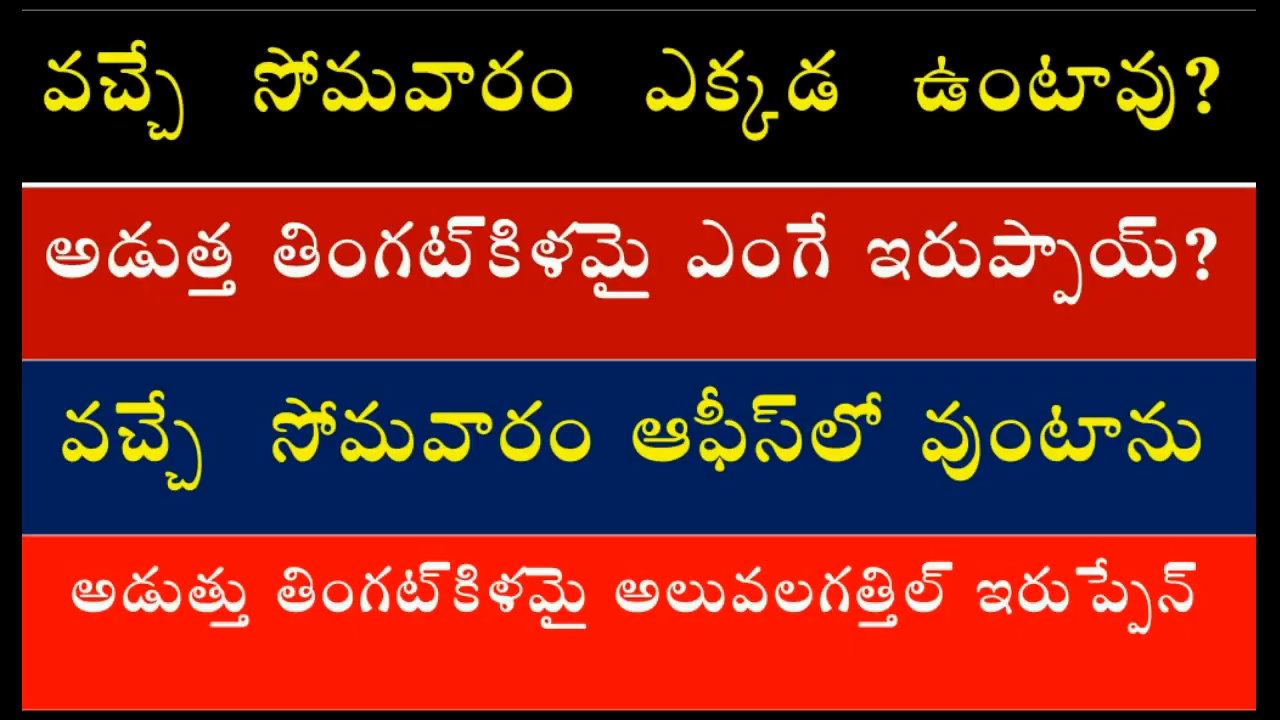 వచ్చే సోమవారం ఎక్కడ ఉంటావు?
అడుత్త తింగట్‌కిళమై ఎంగే ఇరుప్పాయ్?
వచ్చే సోమవారం ఆఫీస్‌లో వుంటాను
అడుత్తు తింగట్‌కిళమై అలువలగత్తిల్ ఇరుప్పేన్